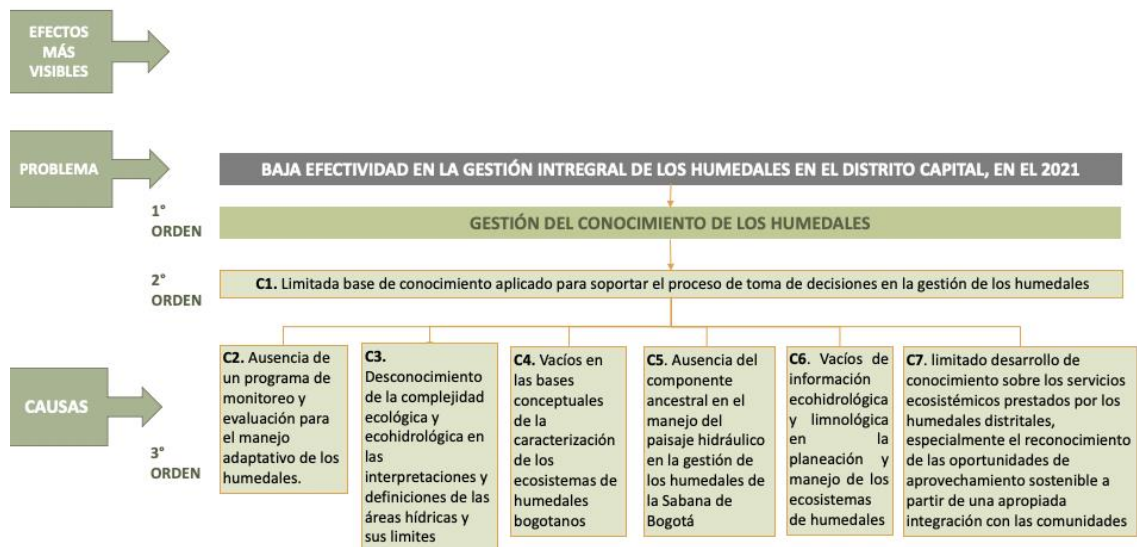 EFECTOS
MÁS
VISIBLES
PROBLEMA
BAJA EFECTIVIDAD EN LA GESTIÓN INTREGRAL DE LOS HUMEDALES EN EL DISTRITO CAPITAL, EN EL 2021
1°
ORDEN
GESTIÓN DEL CONOCIMIENTO DE LOS HUMEDALES
2°
ORDEN
C1. Limitada base de conocimiento aplicado para soportar el proceso de toma de decisiones en la gestión de los humedales
CAUSAS
3°
ORDEN
C2. Ausencia de
un programa de
monitoreo y
evaluación para
el manejo
adaptativo de los
humedales.
C3.
Desconocimiento
de la complejidad
ecológica y
ecohidrológica en
las
interpretaciones y
definiciones de las
áreas hídricas y
sus limites
C4. Vacíos en
las bases
conceptuales
de la
caracterización
de los
ecosistemas de
humedales
bogotanos
C5. Ausencia del
componente
ancestral en el
manejo del
paisaje hidráulico
en la gestión de
los humedales de
la Sabana de
Bogotá
C6. Vacíos de
información
ecohidrológica
y limnológica
en la
planeación y
manejo de los
ecosistemas
de humedales
C7. limitado desarrollo de
conocimiento sobre los servicios
ecosistémicos prestados por los
humedales distritales,
especialmente el reconocimiento
de las oportunidades de
aprovechamiento sostenible a
partir de una apropiada
integración con las comunidades